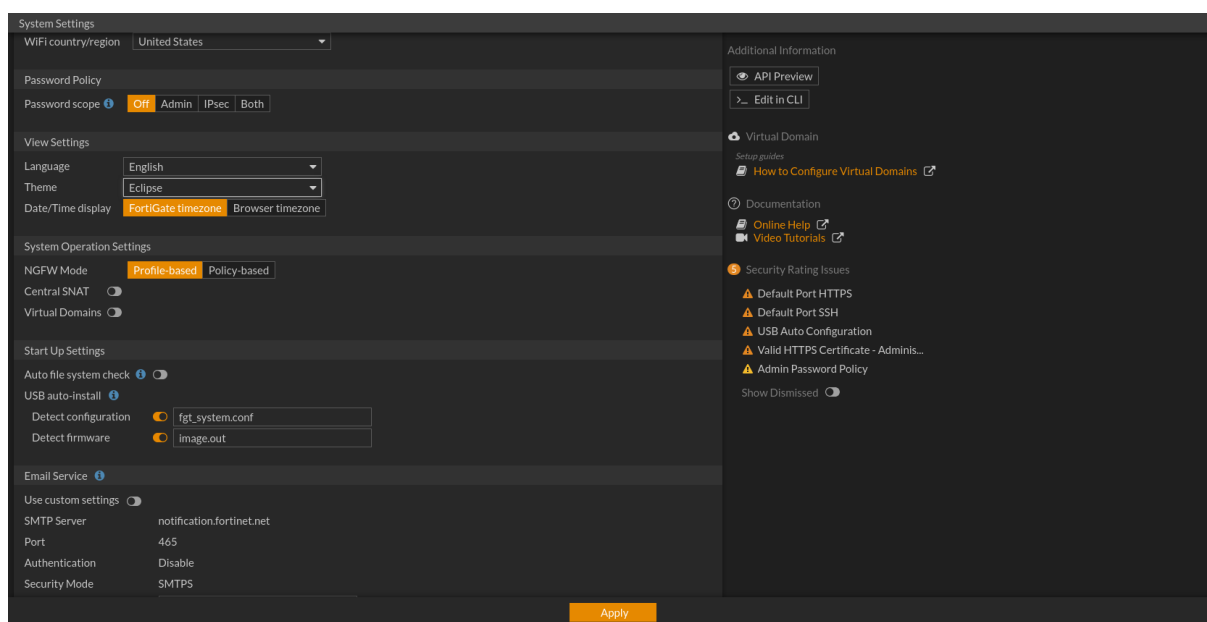 System Settings
WiFi country/region United States
Password Policy
Password scope Off Admin IPsec Both
View Settings
Language English
Theme Eclipse
Date/Time display FortiGate timezone Browser timezone
System Operation Settings
NGFW Mode Profile-based Policy-based
Central SNAT
Virtual Domains
Start Up Settings
Auto file system check
USB auto-install
Detect configuration fgt_system.conf
Detect firmware image.out
Email Service
Use custom settings
SMTP Server notification.fortinet.net
Port 465
Authentication Disable
Security Mode SMTPS
Additional Information
API Preview
>_ Edit in CLI
Virtual Domain
Setup guides
How to Configure Virtual Domains
Documentation
Online Help
Video Tutorials
5 Security Rating Issues
Default Port HTTPS
Default Port SSH
USB Auto Configuration
Valid HTTPS Certificate - Adminis...
Admin Password Policy
Show Dismissed
Apply